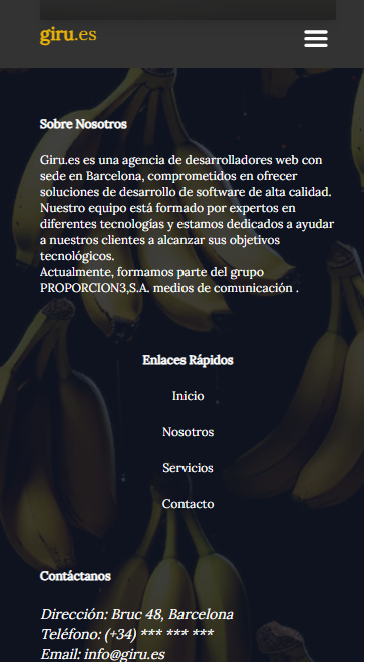 giru.es
Sobre Nosotros
Giru.es es una agencia de desarrolladores web con
sede en Barcelona, comprometidos en ofrecer
soluciones de desarrollo de software de alta calidad.
Nuestro equipo está formado por expertos en
diferentes tecnologías y estamos dedicados a ayudar
a nuestros clientes a alcanzar sus objetivos
tecnológicos.
Actualmente, formamos parte del grupo
PROPORCION3,S.A. medios de comunicación .
Enlaces Rápidos
Inicio
Nosotros
Servicios
Contacto
Contáctanos
Dirección: Bruc 48, Barcelona
Teléfono: (+34) *** *** ***
Email: info@giru.es